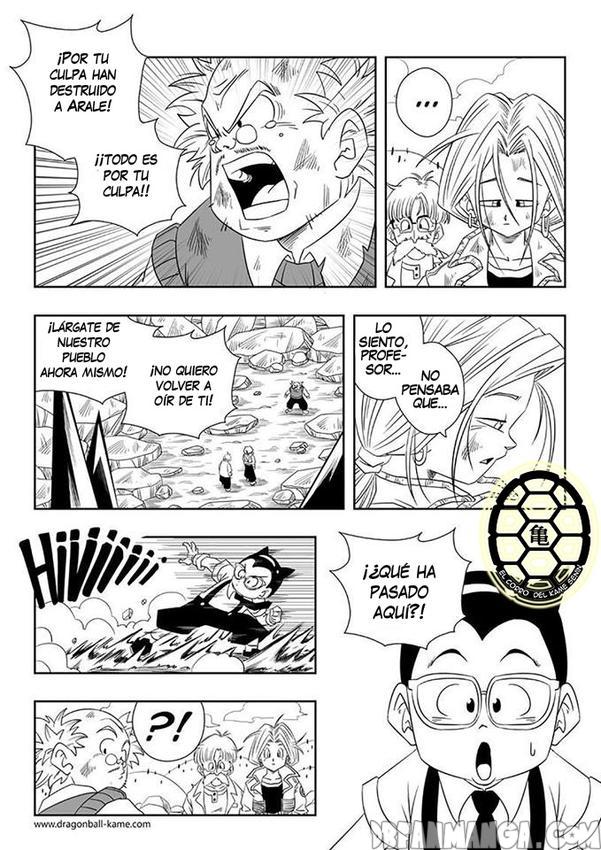 ¡POR TU
CULPA HAN
DESTRUIDO
A ARALE!
¡¡TODO ES
POR TU
CULPA!!
...
¡LÁRGATE DE
NUESTRO
PUEBLO
AHORA MISMO!
¡NO QUIERO
VOLVER A
OÍR DE TI!
LO
SIENTO,
PROFE-
SOR...
NO
PENSABA
QUE...
HIVIIIIII
¡¿QUÉ HA
PASADO
AQUÍ?!
?!
亀
EL CORRO DEL KAME SENIN
www.dragonball-kame.com
DREAMMANGA.COM